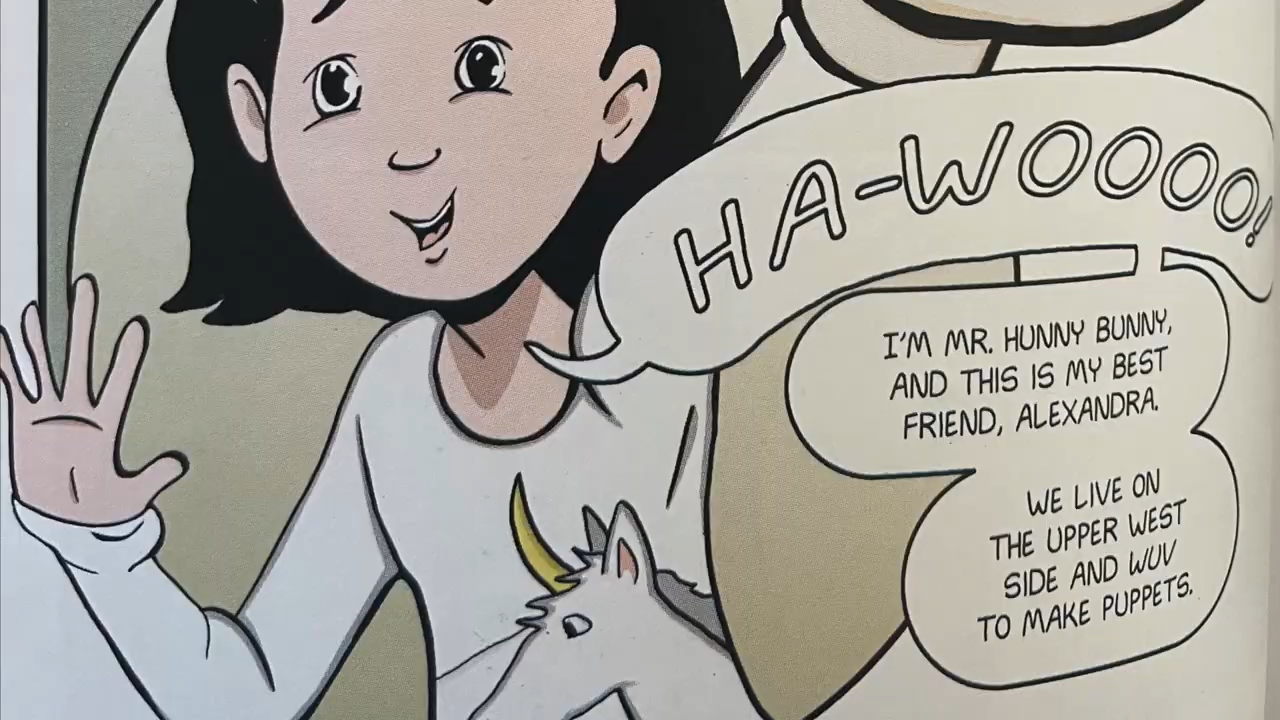 HA-WOOOO!
I'M MR. HUNNY BUNNY,
AND THIS IS MY BEST
FRIEND, ALEXANDRA.
WE LIVE ON
THE UPPER WEST
SIDE AND WUV
TO MAKE PUPPETS.